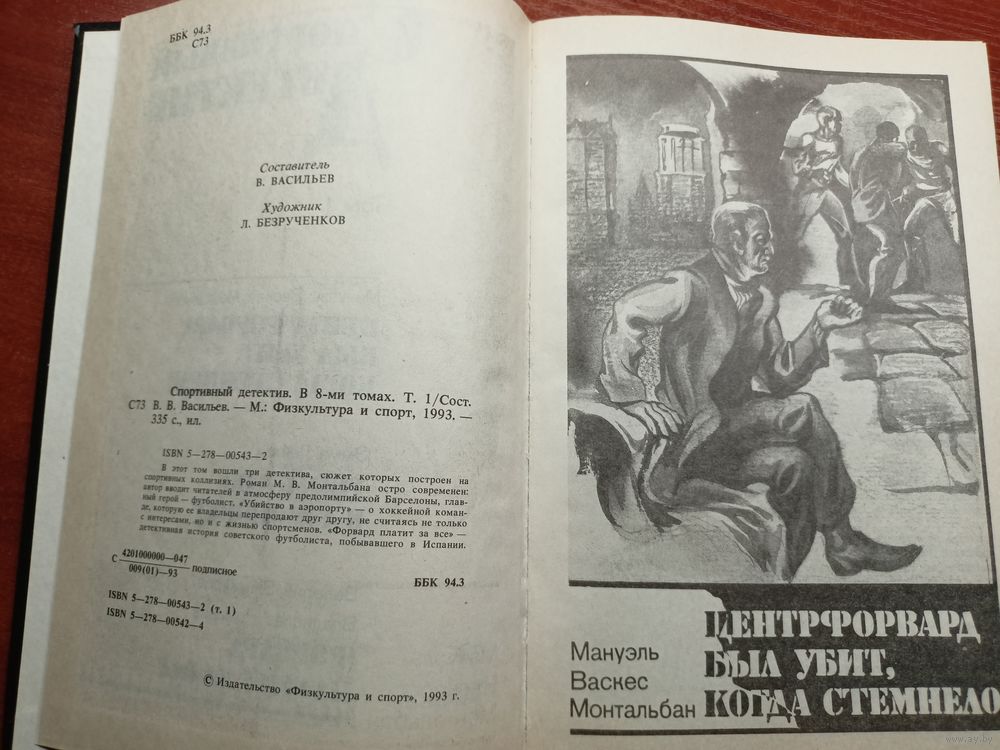 ББК 94.3
С73
Составитель
В. ВАСИЛЬЕВ
Художник
Л. БЕЗРУЧЕНКОВ
Спортивный детектив. В 8-ми томах. Т. 1/Сост.
С73 В. В. Васильев. — М.: Физкультура и спорт, 1993. —
335 с., ил.
ISBN 5—278—00543—2
В этот том вошли три детектива, сюжет которых построен на
спортивных коллизиях. Роман М. В. Монтальбана остро современен:
автор вводит читателей в атмосферу предолимпийской Барселоны, глав-
ный герой — футболист. «Убийство в аэропорту» — о хоккейной коман-
де, которую ее владельцы перепродают друг другу, не считаясь не только
с интересами, но и с жизнью спортсменов. «Форвард платит за все» —
детективная история советского футболиста, побывавшего в Испании.
С 4201000000—047
009(01)—93 подписное
ББК 94.3
ISBN 5—278—00543—2 (т. 1)
ISBN 5—278—00542—4
© Издательство «Физкультура и спорт», 1993 г.
Мануэль
Васкес
Монтальбан
ЦЕНТРФОРВАРД
БЫЛ УБИТ,
КОГДА СТЕМНЕЛО
www.ay.by